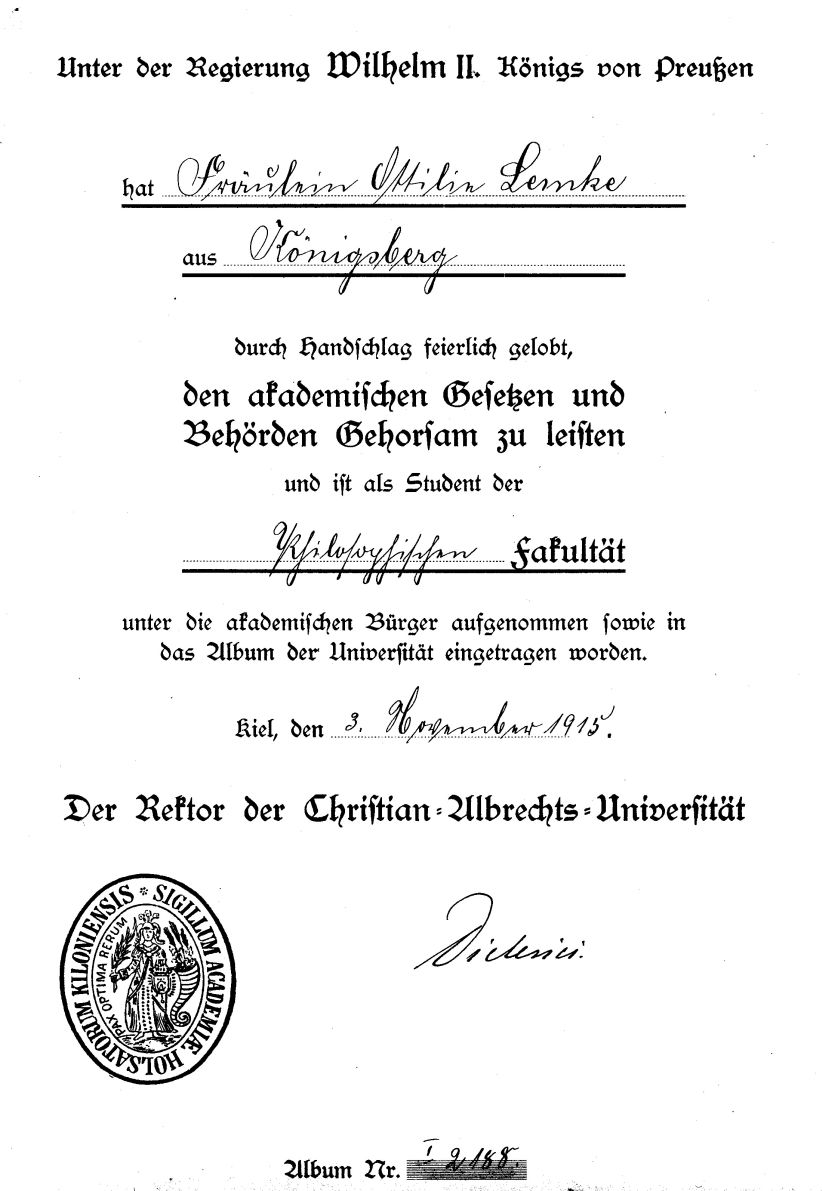 Unter der Regierung Wilhelm II. Königs von Preußen
hat Fräulein Ottilie Lemke
aus Königsberg
durch Handſchlag feierlich gelobt,
den akademiſchen Geſetzen und
Behörden Gehorſam zu leiſten
und iſt als Student der
Philosophischen Fakultät
unter die akademiſchen Bürger aufgenommen ſowie in
das Album der Univerſität eingetragen worden.
Kiel, den 3. November 1915.
Der Rektor der Chriſtian-Albrechts-Univerſität
SIGILLUM ACADEMIÆ HOLSATORUM KILONIENSIS *
PAX OPTIMA RERUM
Album Nr. I 2188.